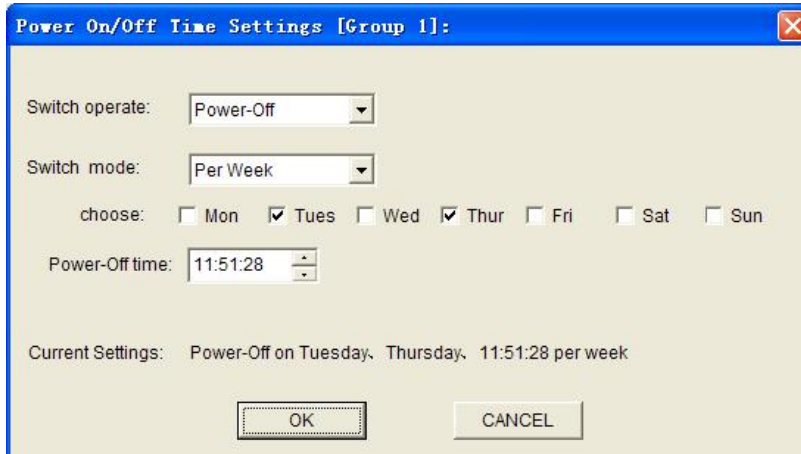 Power On/Off Time Settings [Group 1]:
Switch operate: Power-Off
Switch mode: Per Week
choose: Mon Tues Wed Thur Fri Sat Sun
Power-Off time: 11:51:28
Current Settings: Power-Off on Tuesday、Thursday、11:51:28 per week
OK CANCEL